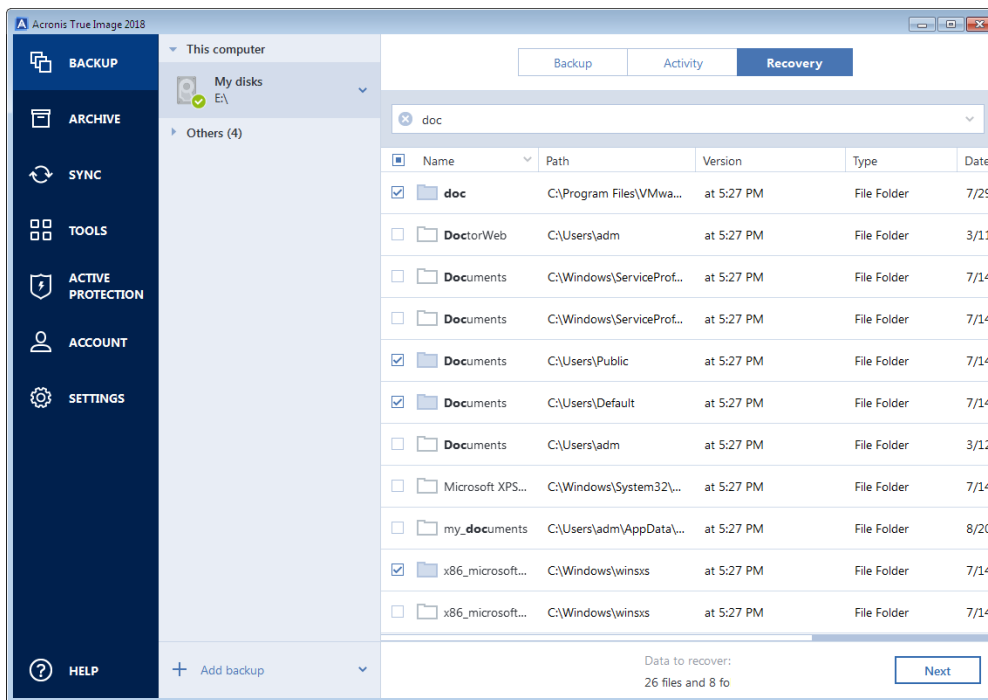 Acronis True Image 2018
BACKUP
ARCHIVE
SYNC
TOOLS
ACTIVE
PROTECTION
ACCOUNT
SETTINGS
HELP
This computer
My disks
E:\
Others (4)
Add backup
Backup Activity Recovery
doc
Name Path Version Type Date
doc C:\Program Files\VMwa... at 5:27 PM File Folder 7/29
DoctorWeb C:\Users\adm at 5:27 PM File Folder 3/11
Documents C:\Windows\ServiceProf... at 5:27 PM File Folder 7/14
Documents C:\Windows\ServiceProf... at 5:27 PM File Folder 7/14
Documents C:\Users\Public at 5:27 PM File Folder 7/14
Documents C:\Users\Default at 5:27 PM File Folder 7/14
Documents C:\Users\adm at 5:27 PM File Folder 3/12
Microsoft XPS... C:\Windows\System32\... at 5:27 PM File Folder 7/14
my_documents C:\Users\adm\AppData\... at 5:27 PM File Folder 8/20
x86_microsoft... C:\Windows\winsxs at 5:27 PM File Folder 7/14
x86_microsoft... C:\Windows\winsxs at 5:27 PM File Folder 7/14
Data to recover:
26 files and 8 fo
Next